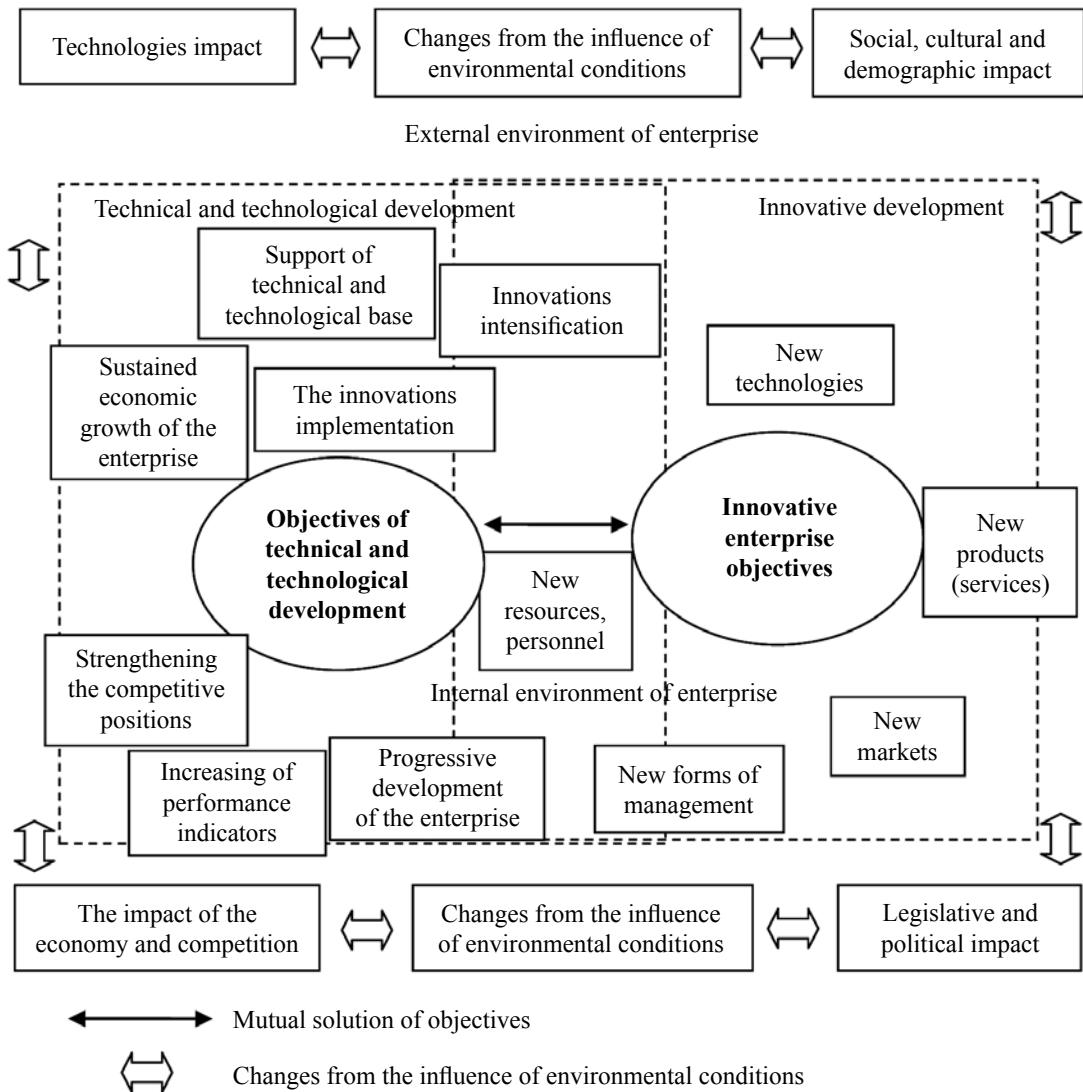 Technologies impact
Changes from the influence of
environmental conditions
Social, cultural and
demographic impact
External environment of enterprise
Technical and technological development
Innovative development
Support of
technical and
technological base
Innovations
intensification
New
technologies
Sustained
economic
growth of the
enterprise
The innovations
implementation
Objectives of
technical and
technological
development
Innovative
enterprise
objectives
New
products
(services)
New
resources,
personnel
Strengthening
the competitive
positions
Internal environment of enterprise
New
markets
Increasing of
performance
indicators
Progressive
development
of the enterprise
New forms of
management
The impact of the
economy and competition
Changes from the influence
of environmental conditions
Legislative and
political impact
Mutual solution of objectives
Changes from the influence of environmental conditions